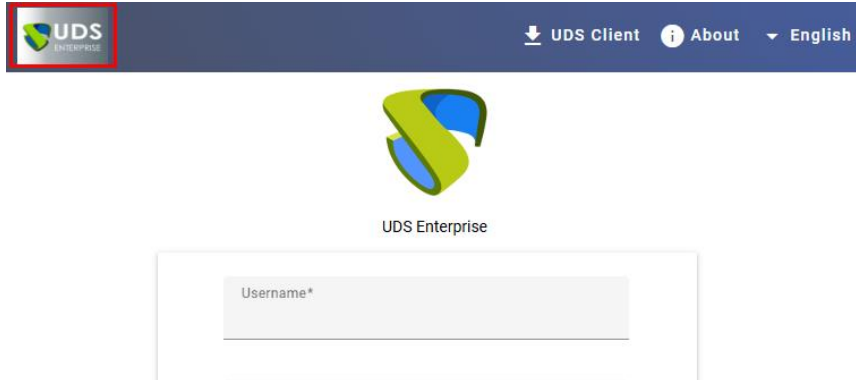 UDS
ENTERPRISE
UDS Client
About
English
UDS Enterprise
Username*